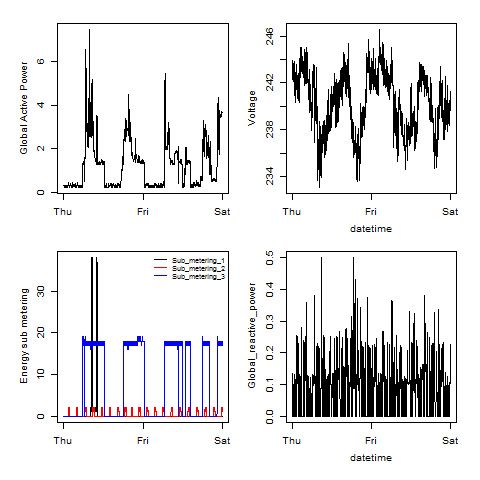 Global Active Power
0 2 4 6
Thu Fri Sat
Voltage
234 238 242 246
Thu Fri Sat
datetime
Energy sub metering
0 10 20 30
Sub_metering_1
Sub_metering_2
Sub_metering_3
Thu Fri Sat
Global_reactive_power
0.0 0.1 0.2 0.3 0.4 0.5
Thu Fri Sat
datetime